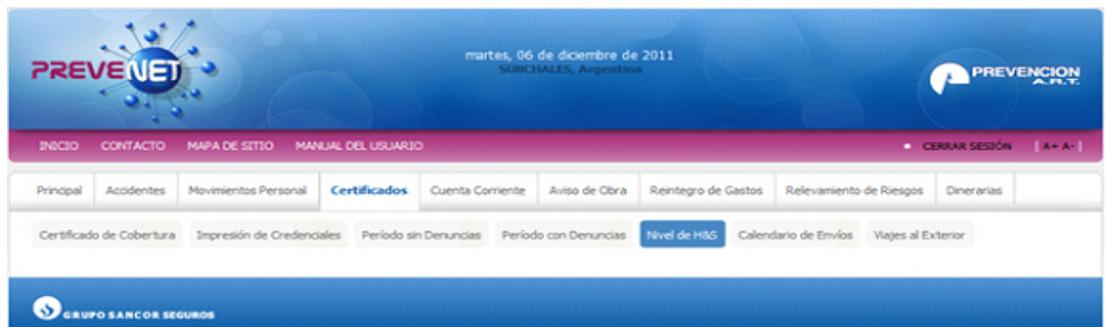 PREVENET
martes, 06 de diciembre de 2011
SUNCHALES, Argentina
PREVENCION
A.R.T.
INICIO CONTACTO MAPA DE SITIO MANUAL DEL USUARIO CERRAR SESIÓN | A+ A- |
Principal Accidentes Movimientos Personal Certificados Cuenta Corriente Aviso de Obra Reintegro de Gastos Relevamiento de Riesgos Dinerarias
Certificado de Cobertura Impresión de Credenciales Período sin Denuncias Período con Denuncias Nivel de H&S Calendario de Envíos Viajes al Exterior
GRUPO SANCOR SEGUROS